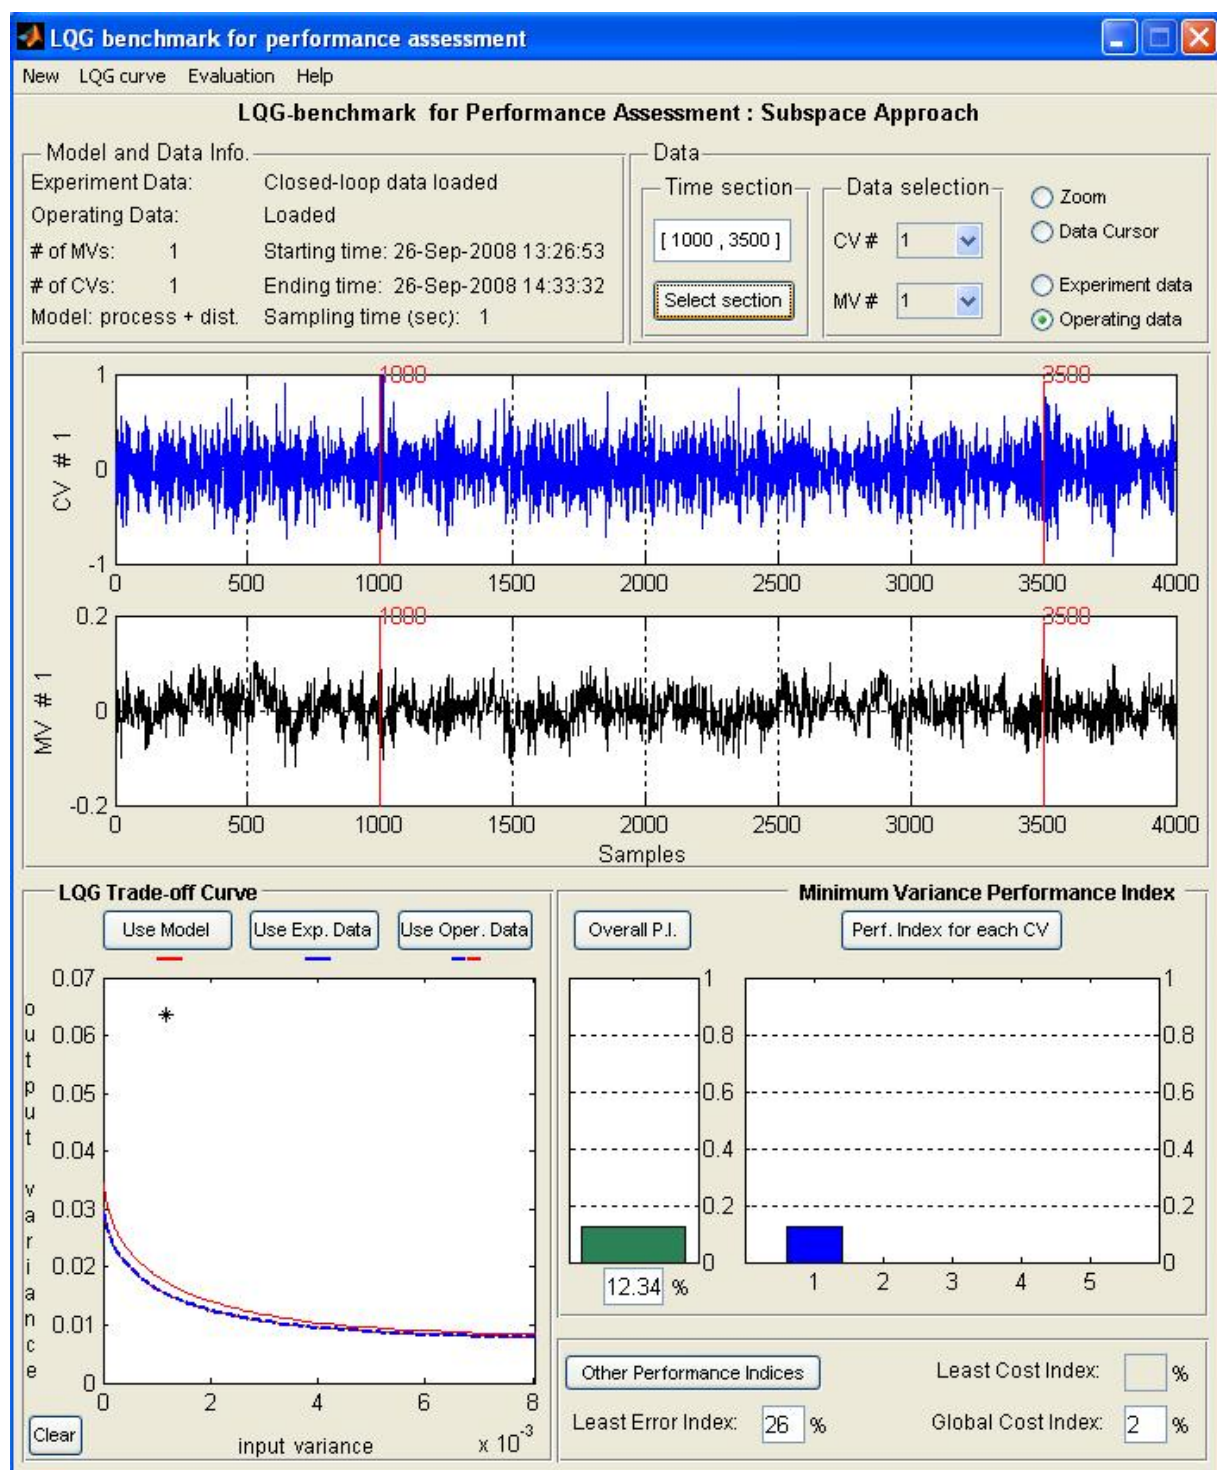 LQG benchmark for performance assessment
New LQG curve Evaluation Help
LQG-benchmark for Performance Assessment : Subspace Approach
Model and Data Info.
Experiment Data: Closed-loop data loaded
Operating Data: Loaded
# of MVs: 1 Starting time: 26-Sep-2008 13:26:53
# of CVs: 1 Ending time: 26-Sep-2008 14:33:32
Model: process + dist. Sampling time (sec): 1
Data
Time section
[ 1000 , 3500 ]
Select section
Data selection
CV # 1
MV # 1
Zoom
Data Cursor
Experiment data
Operating data
CV # 1
1
0
-1
1000 3500
0 500 1000 1500 2000 2500 3000 3500 4000
MV # 1
0.2
0
-0.2
1000 3500
0 500 1000 1500 2000 2500 3000 3500 4000
Samples
LQG Trade-off Curve
Use Model Use Exp. Data Use Oper. Data
output variance
0.07
0.06
0.05
0.04
0.03
0.02
0.01
0
0 2 4 6 8
input variance x 10-3
Clear
Minimum Variance Performance Index
Overall P.I. Perf. Index for each CV
1
0.8
0.6
0.4
0.2
0
12.34 %
1
0.8
0.6
0.4
0.2
0
1 2 3 4 5
Other Performance Indices Least Cost Index: %
Least Error Index: 26 % Global Cost Index: 2 %